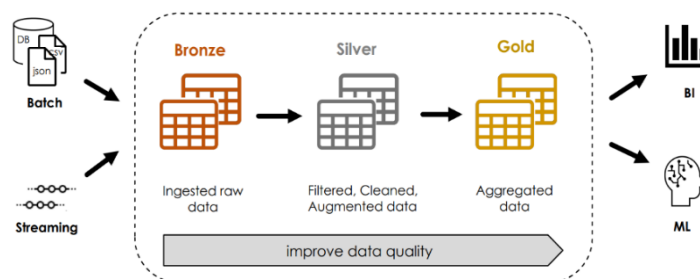 DB
CSV
json
Batch
Streaming
Bronze
Silver
Gold
Ingested raw
data
Filtered, Cleaned,
Augmented data
Aggregated
data
improve data quality
BI
ML